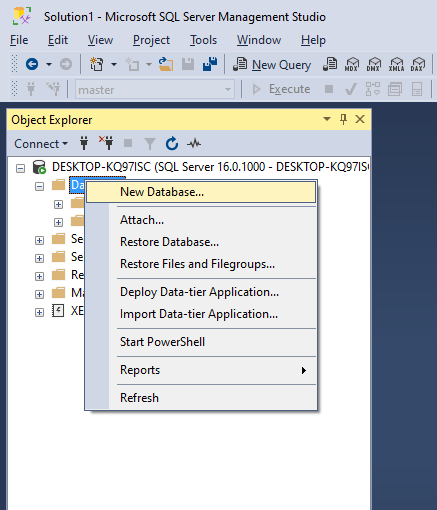 Solution1 - Microsoft SQL Server Management Studio
File Edit View Project Tools Window Help
New Query MDX DMX XMLA DAX
master Execute
Object Explorer
Connect
DESKTOP-KQ97ISC (SQL Server 16.0.1000 - DESKTOP-KQ97IS
Da
New Database...
Attach...
Se
Restore Database...
Se
Restore Files and Filegroups...
Re
Ma
Deploy Data-tier Application...
XE
Import Data-tier Application...
Start PowerShell
Reports
Refresh